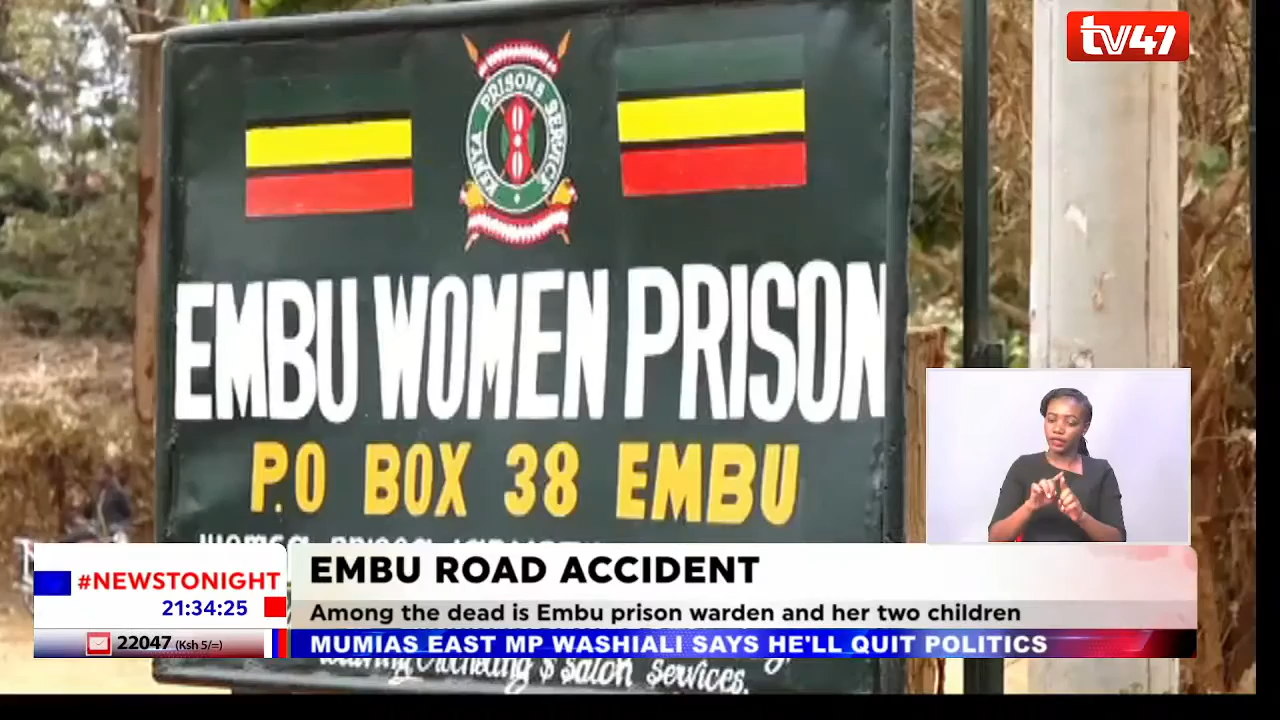 tv47
KENYA PRISONS SERVICE
EMBU WOMEN PRISON
P.O BOX 38 EMBU
#NEWSTONIGHT
21:34:25
22047 (Ksh 5/=)
EMBU ROAD ACCIDENT
Among the dead is Embu prison warden and her two children
MUMIAS EAST MP WASHIALI SAYS HE'LL QUIT POLITICS
$ Salon Services.